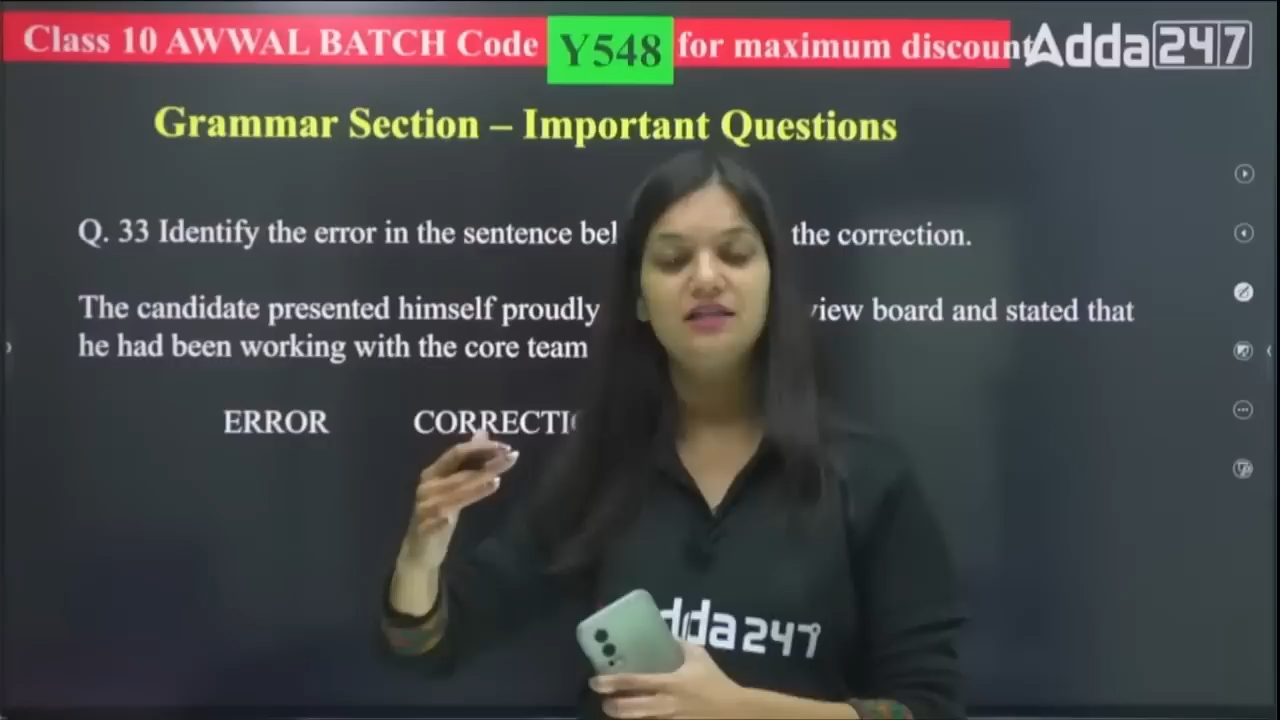 Class 10 AWWAL BATCH Code Y548 for maximum discount
Adda247
Grammar Section – Important Questions
Q. 33 Identify the error in the sentence the correction.
The candidate presented himself proudly board and stated that
he had been working with the core team
ERROR CORRECTI
dda247